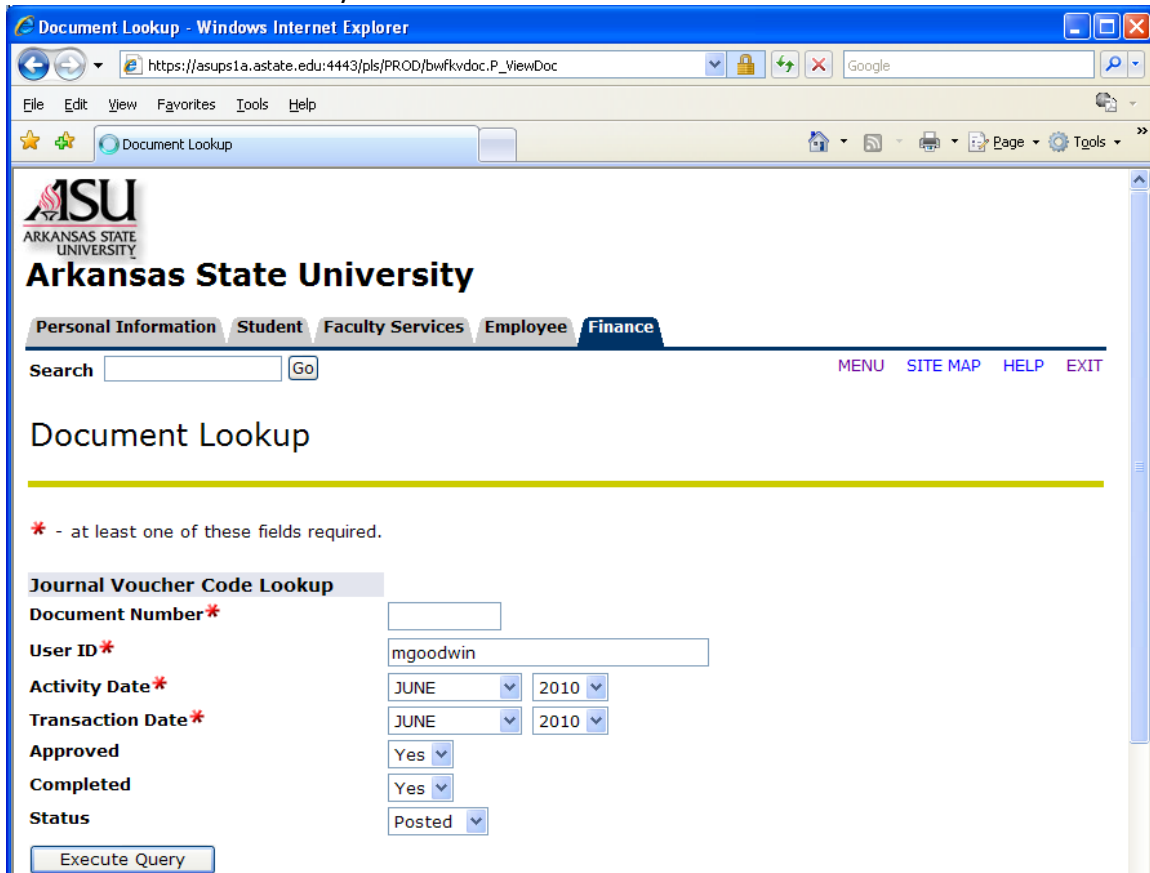 Document Lookup - Windows Internet Explorer
https://asups1a.astate.edu:4443/pls/PROD/bwfkvdoc.P_ViewDoc Google
File Edit View Favorites Tools Help
Document Lookup Page Tools »
ASU
ARKANSAS STATE
UNIVERSITY
Arkansas State University
Personal Information Student Faculty Services Employee Finance
Search Go MENU SITE MAP HELP EXIT
Document Lookup
* - at least one of these fields required.
Journal Voucher Code Lookup
Document Number*
User ID* mgoodwin
Activity Date* JUNE 2010
Transaction Date* JUNE 2010
Approved Yes
Completed Yes
Status Posted
Execute Query